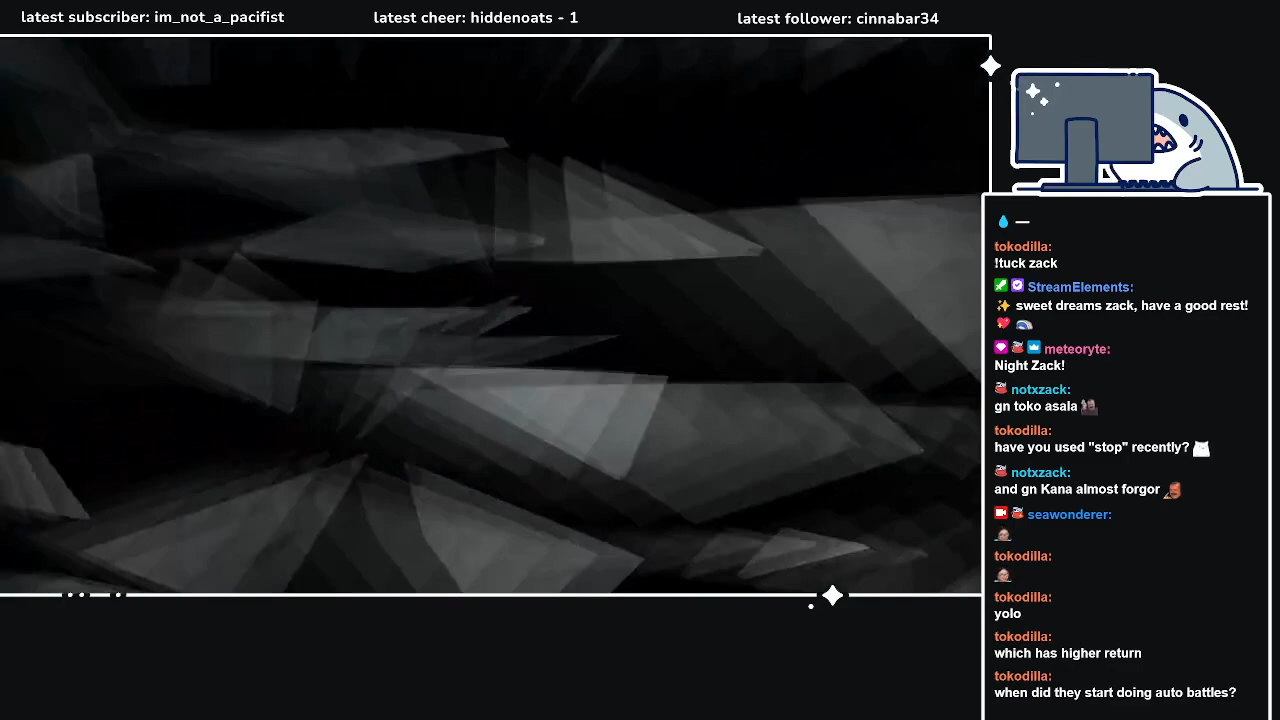 latest subscriber: im_not_a_pacifist
latest cheer: hiddenoats - 1
latest follower: cinnabar34
tokodilla:
!tuck zack
StreamElements:
✨ sweet dreams zack, have a good rest!
meteoryte:
Night Zack!
notxzack:
gn toko asala
tokodilla:
have you used "stop" recently?
notxzack:
and gn Kana almost forgor
seawonderer:
tokodilla:
tokodilla:
yolo
tokodilla:
which has higher return
tokodilla:
when did they start doing auto battles?